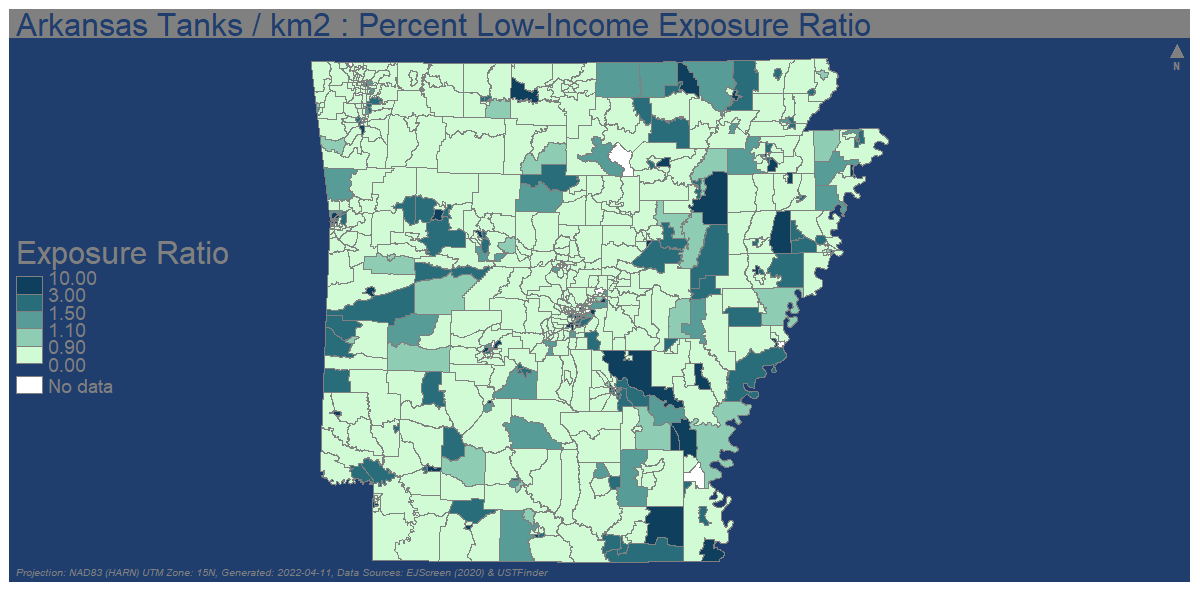 Arkansas Tanks / km2 : Percent Low-Income Exposure Ratio
N
Exposure Ratio
10.00
3.00
1.50
1.10
0.90
0.00
No data
Projection: NAD83 (HARN) UTM Zone: 15N, Generated: 2022-04-11, Data Sources: EJScreen (2020) & USTFinder